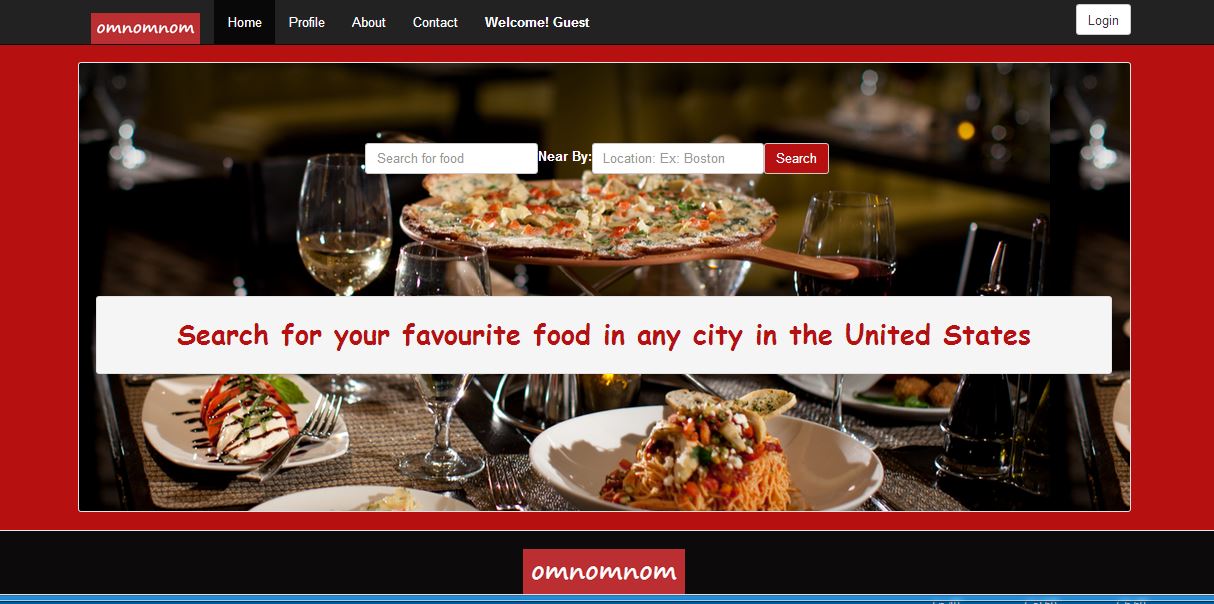 omnomnom Home Profile About Contact Welcome! Guest Login
Search for food Near By: Location: Ex: Boston Search
Search for your favourite food in any city in the United States
omnomnom